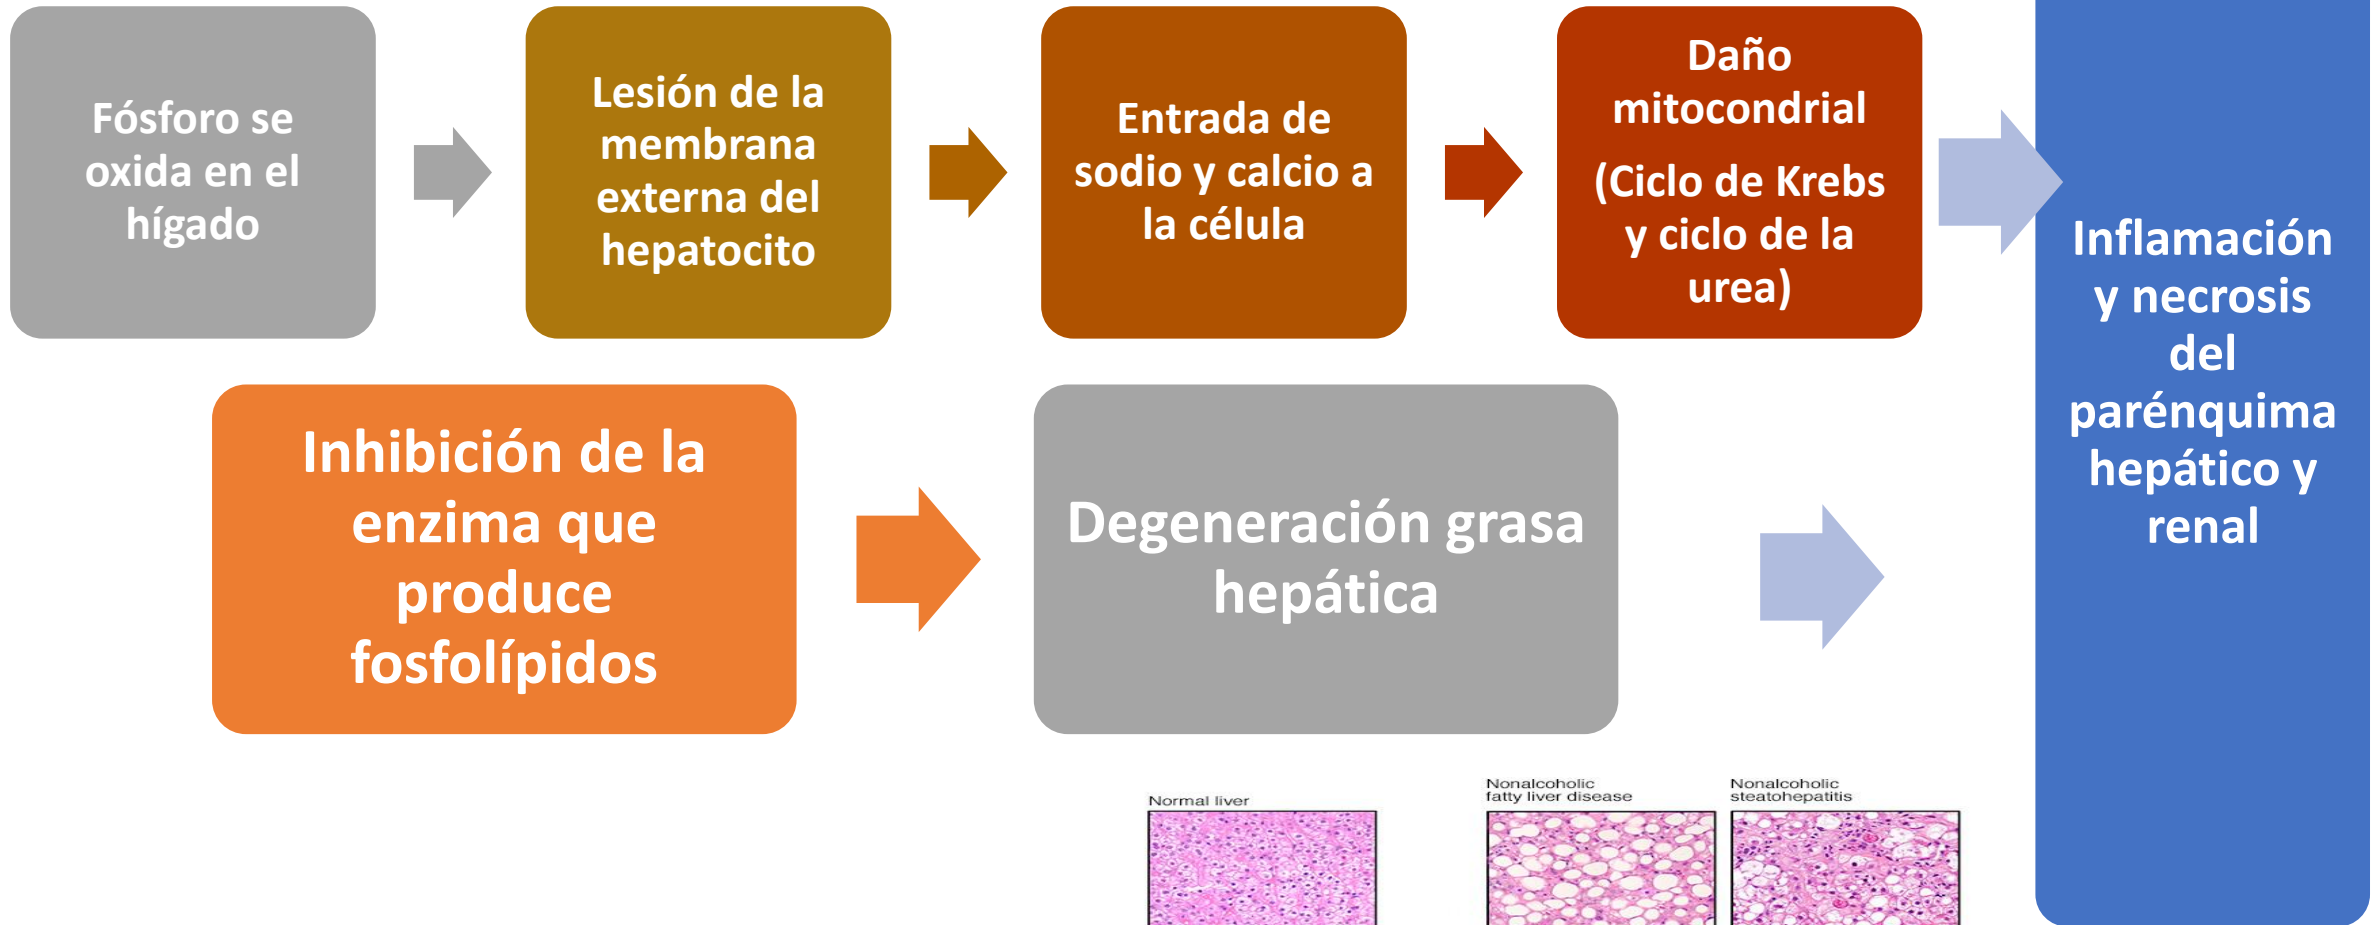 Fósforo se
oxida en el
hígado
Lesión de la
membrana
externa del
hepatocito
Entrada de
sodio y calcio a
la célula
Daño
mitocondrial
(Ciclo de Krebs
y ciclo de la
urea)
Inflamación
y necrosis
del
parénquima
hepático y
renal
Inhibición de la
enzima que
produce
fosfolípidos
Degeneración grasa
hepática
Normal liver
Nonalcoholic
fatty liver disease
Nonalcoholic
steatohepatitis